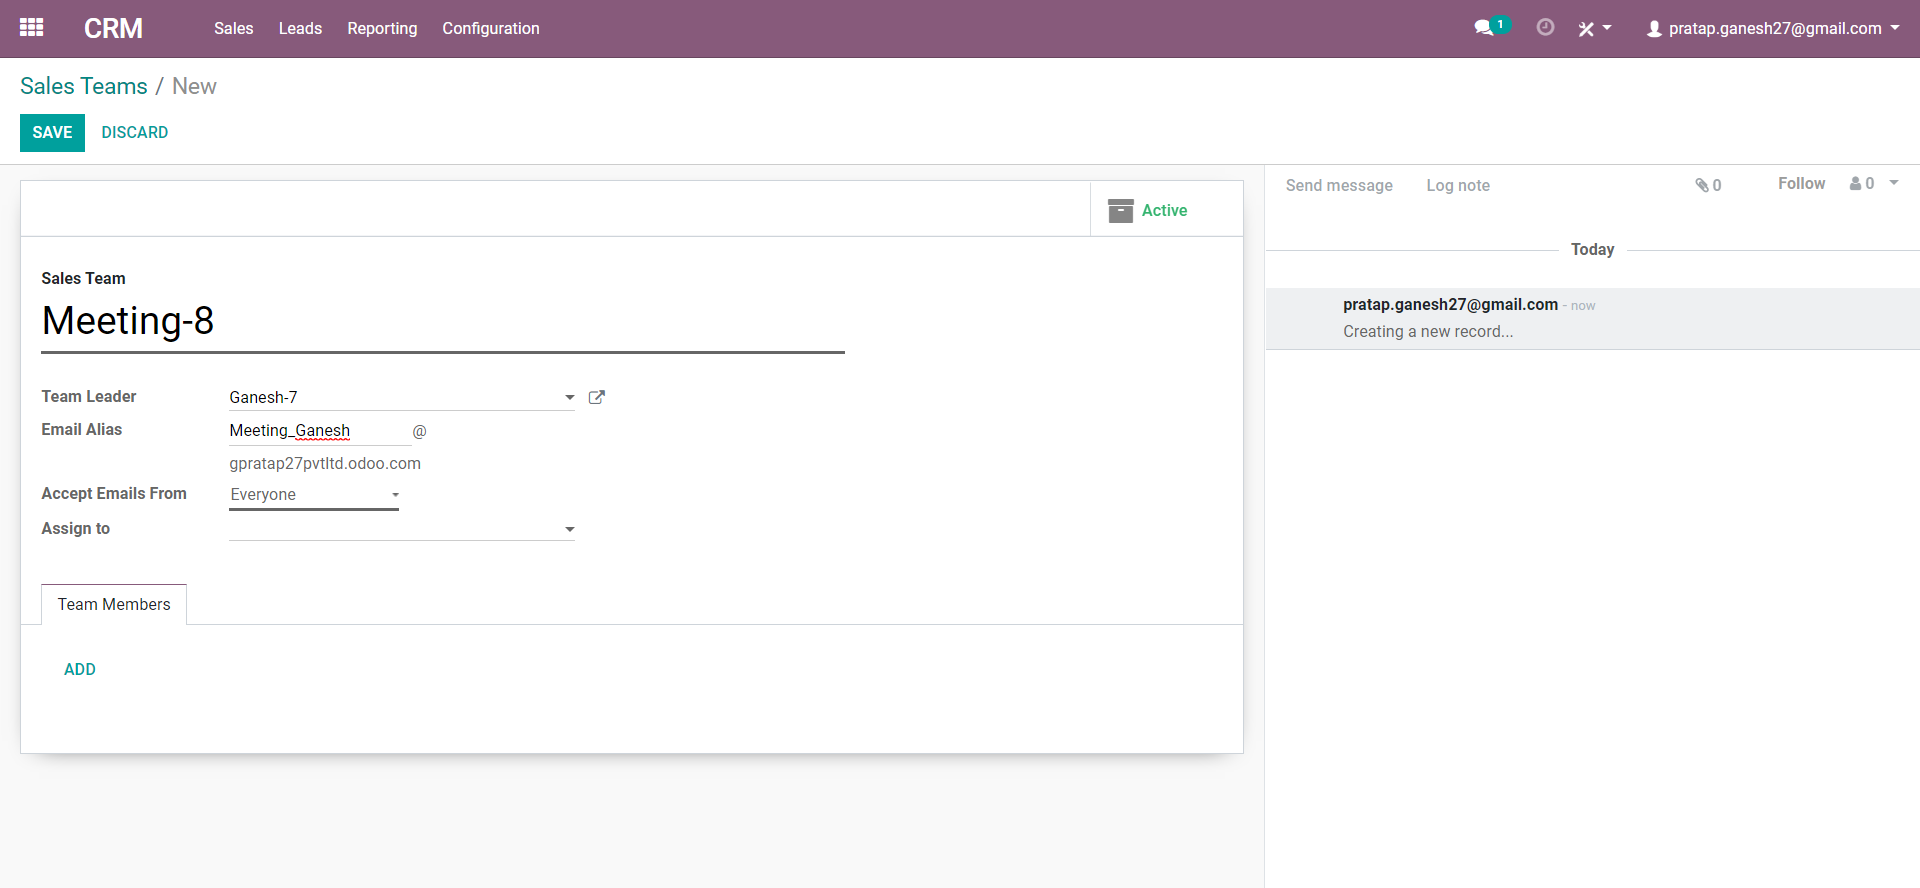 CRM Sales Leads Reporting Configuration 1 pratap.ganesh27@gmail.com
Sales Teams / New
SAVE DISCARD
Send message Log note 0 Follow 0
Active
Today
Sales Team
Meeting-8
pratap.ganesh27@gmail.com - now
Creating a new record...
Team Leader Ganesh-7
Email Alias Meeting_Ganesh @
gpratap27pvtltd.odoo.com
Accept Emails From Everyone
Assign to
Team Members
ADD